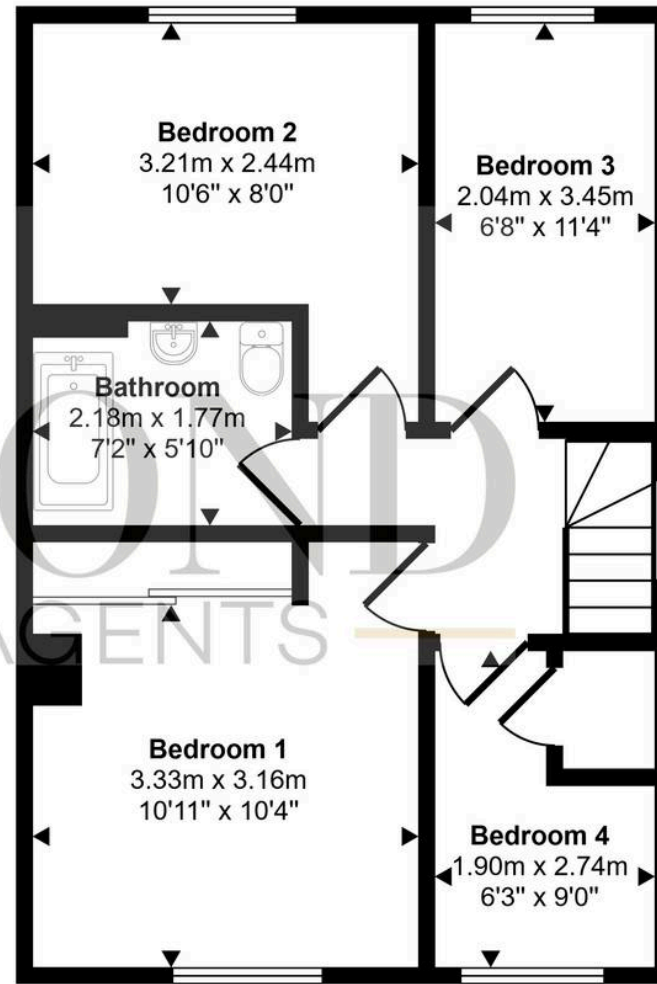 Bedroom 2
3.21m x 2.44m
10'6" x 8'0"
Bedroom 3
2.04m x 3.45m
6'8" x 11'4"
Bathroom
2.18m x 1.77m
7'2" x 5'10"
OND
AGENTS
Bedroom 1
3.33m x 3.16m
10'11" x 10'4"
Bedroom 4
1.90m x 2.74m
6'3" x 9'0"